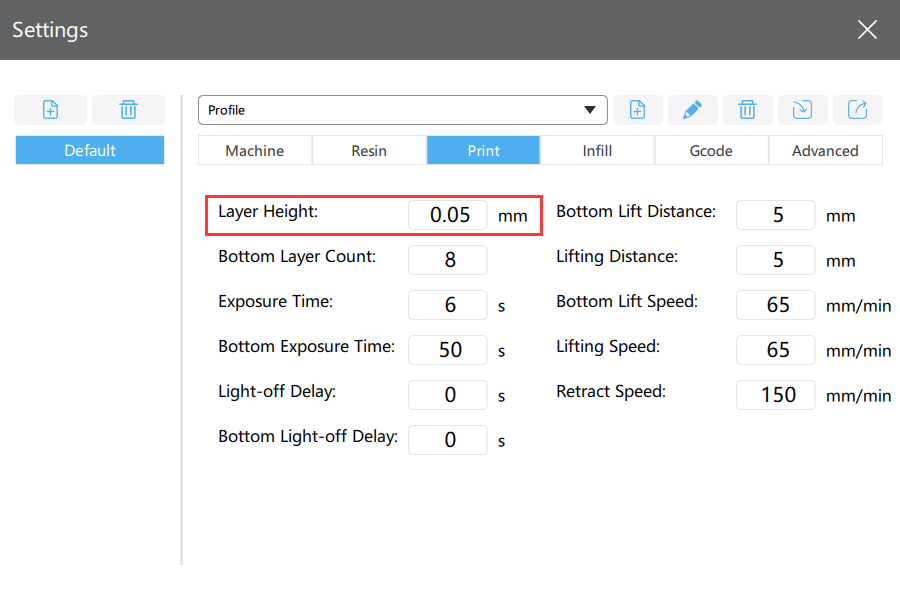 Settings
Profile
Default
Machine Resin Print Infill Gcode Advanced
Layer Height: 0.05 mm Bottom Lift Distance: 5 mm
Bottom Layer Count: 8 Lifting Distance: 5 mm
Exposure Time: 6 s Bottom Lift Speed: 65 mm/min
Bottom Exposure Time: 50 s Lifting Speed: 65 mm/min
Light-off Delay: 0 s Retract Speed: 150 mm/min
Bottom Light-off Delay: 0 s